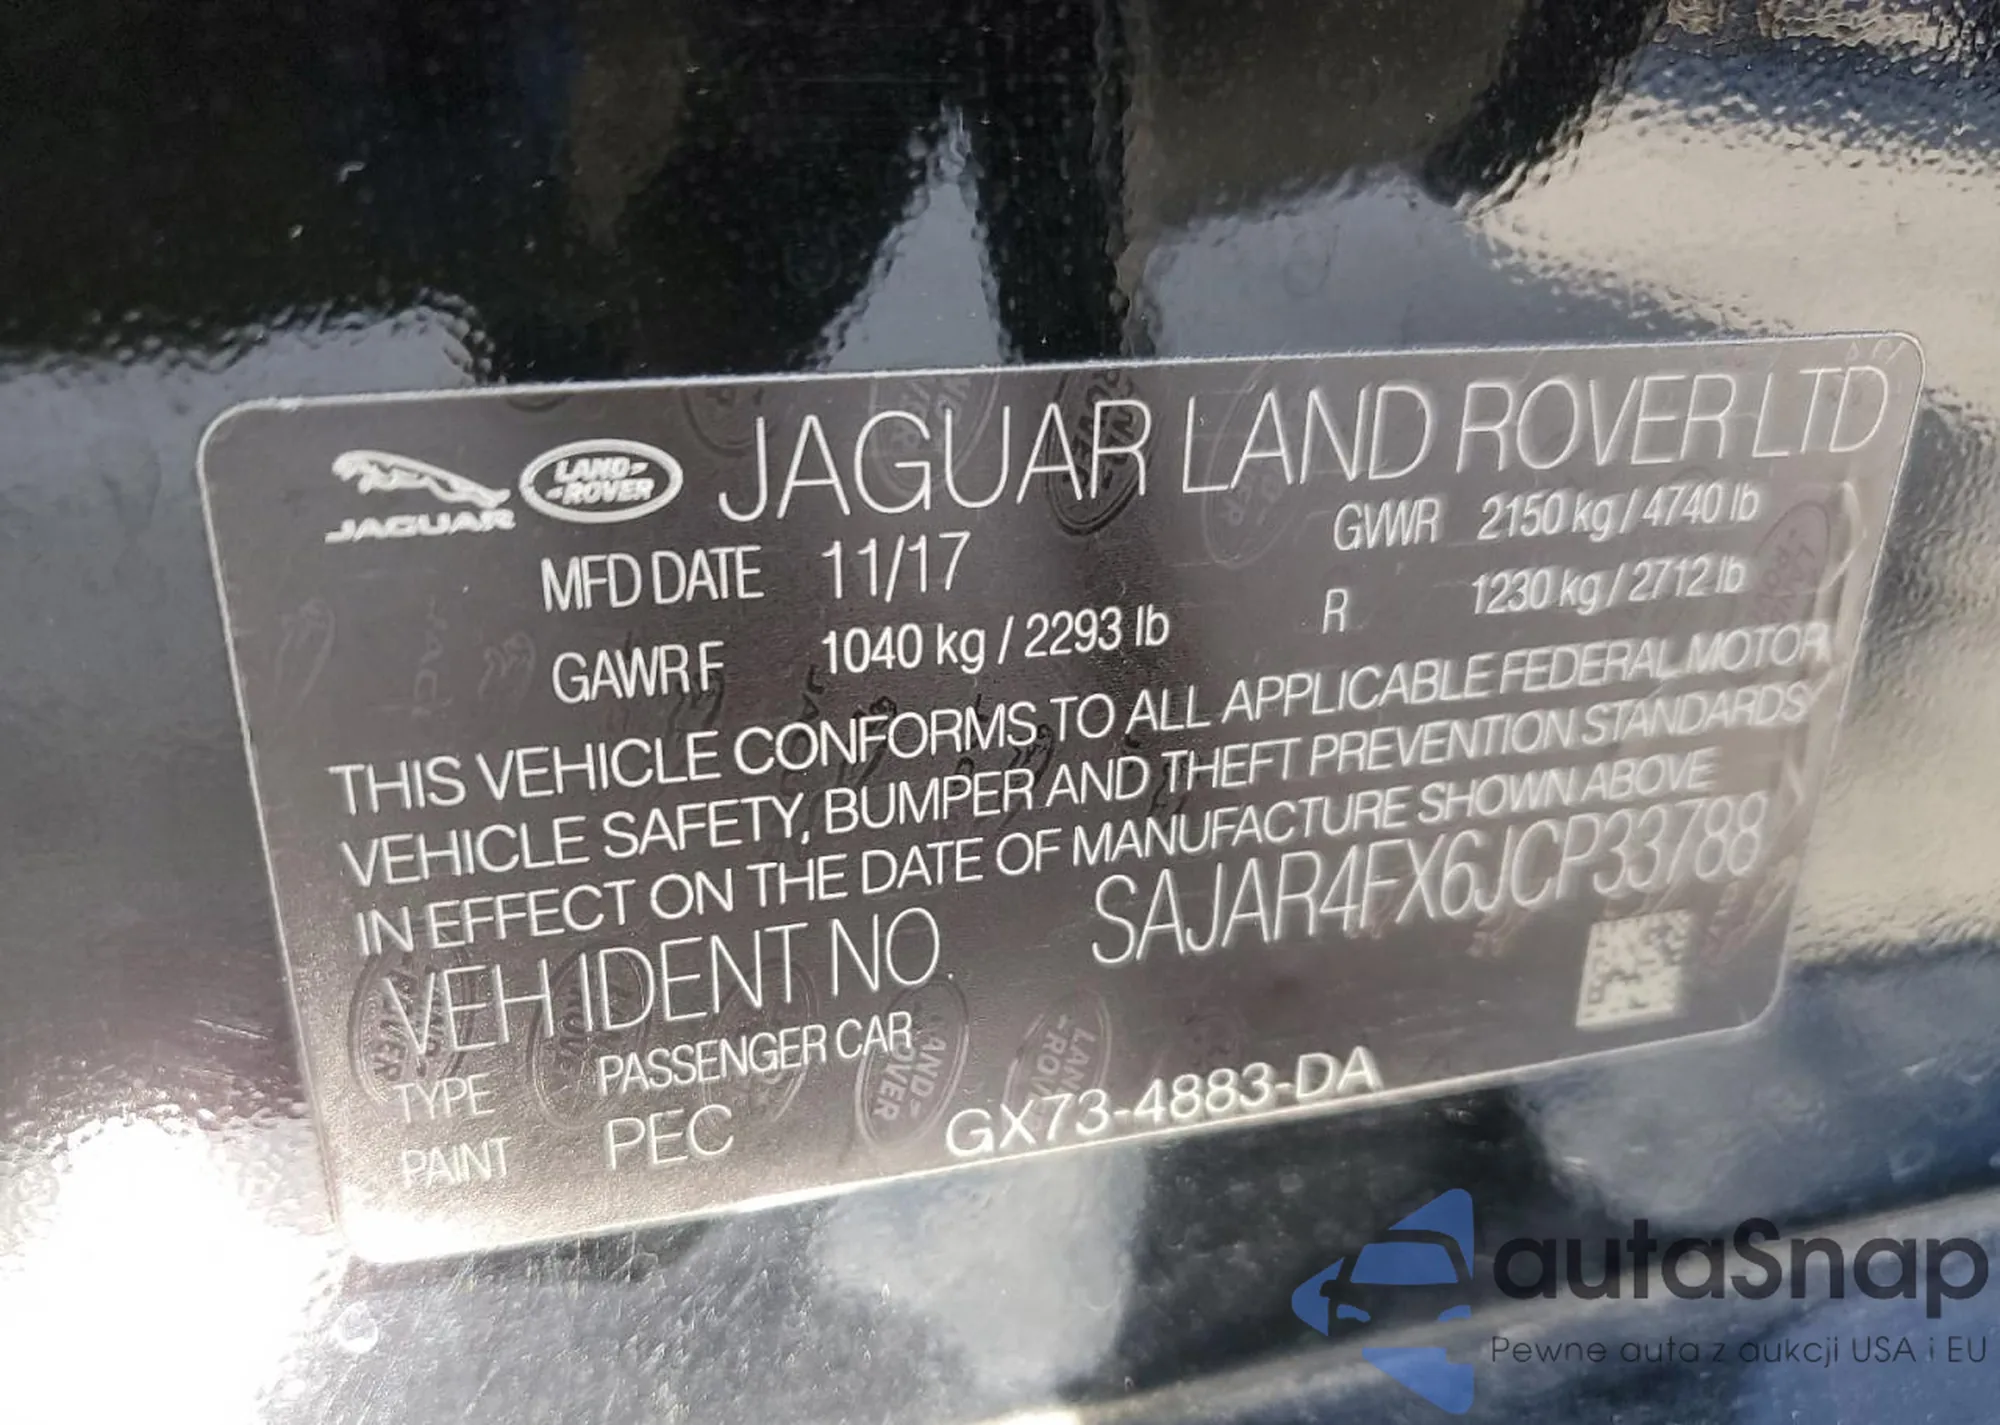 JAGUAR LAND-ROVER JAGUAR LAND ROVER LTD
MFD DATE 11/17 GVWR 2150 kg / 4740 lb
GAWR F 1040 kg / 2293 lb R 1230 kg / 2712 lb
THIS VEHICLE CONFORMS TO ALL APPLICABLE FEDERAL MOTOR
VEHICLE SAFETY, BUMPER AND THEFT PREVENTION STANDARDS
IN EFFECT ON THE DATE OF MANUFACTURE SHOWN ABOVE
VEH IDENT NO. SAJAR4FX6JCP33788
TYPE PASSENGER CAR
PAINT PEC GX73-4883-DA
autaSnap
Pewne auta z aukcji USA i EU